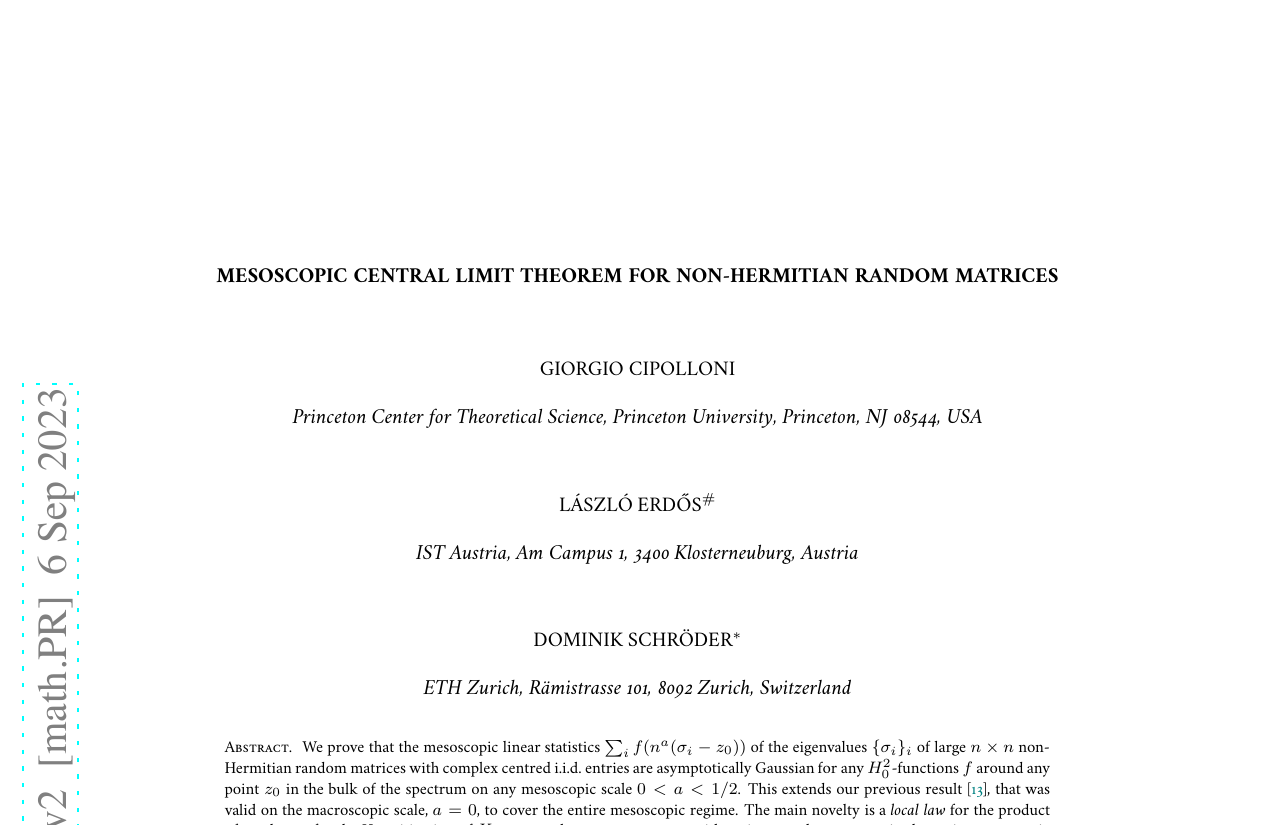 MESOSCOPIC CENTRAL LIMIT THEOREM FOR NON-HERMITIAN RANDOM MATRICES
GIORGIO CIPOLLONI
Princeton Center for Theoretical Science, Princeton University, Princeton, NJ 08544, USA
LÁSZLÓ ERDŐS#
IST Austria, Am Campus 1, 3400 Klosterneuburg, Austria
DOMINIK SCHRÖDER*
ETH Zurich, Rämistrasse 101, 8092 Zurich, Switzerland
ABSTRACT. We prove that the mesoscopic linear statistics ∑_i f(n^a(σ_i − z_0)) of the eigenvalues {σ_i}_i of large n × n non-
Hermitian random matrices with complex centred i.i.d. entries are asymptotically Gaussian for any H_0^2-functions f around any
point z_0 in the bulk of the spectrum on any mesoscopic scale 0 < a < 1/2. This extends our previous result [13], that was
valid on the macroscopic scale, a = 0, to cover the entire mesoscopic regime. The main novelty is a local law for the product
v2 [math.PR] 6 Sep 2023